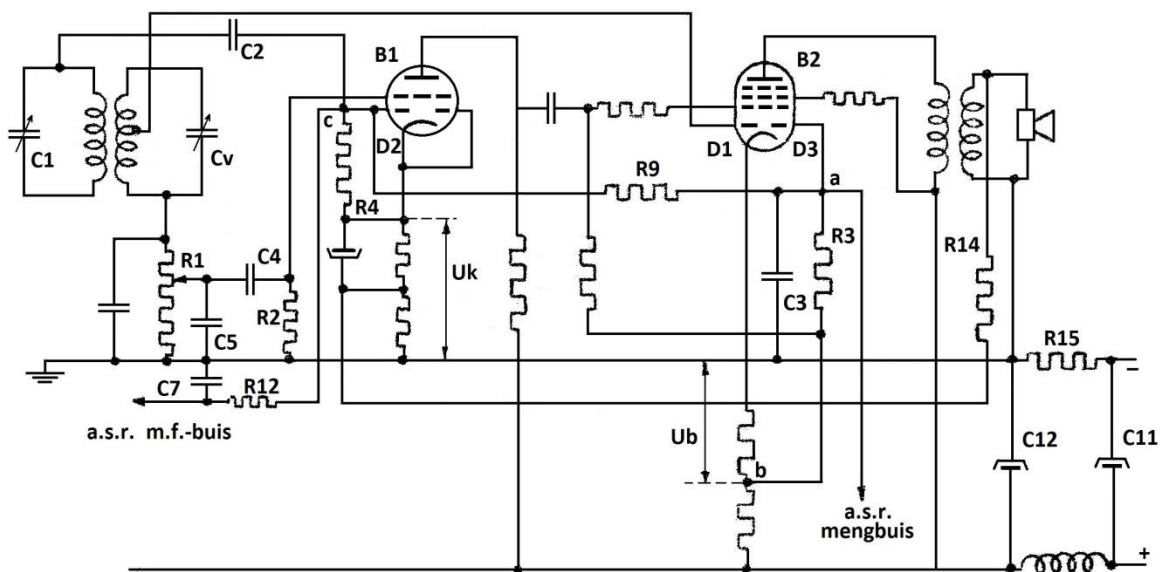 C2
B1
B2
c
C1
Cv
D2
D1
D3
R9
a
R4
R1
C4
Uk
R3
R14
R2
C3
C5
R15
–
C7
R12
a.s.r. m.f.-buis
Ub
b
C12
C11
a.s.r.
mengbuis
+